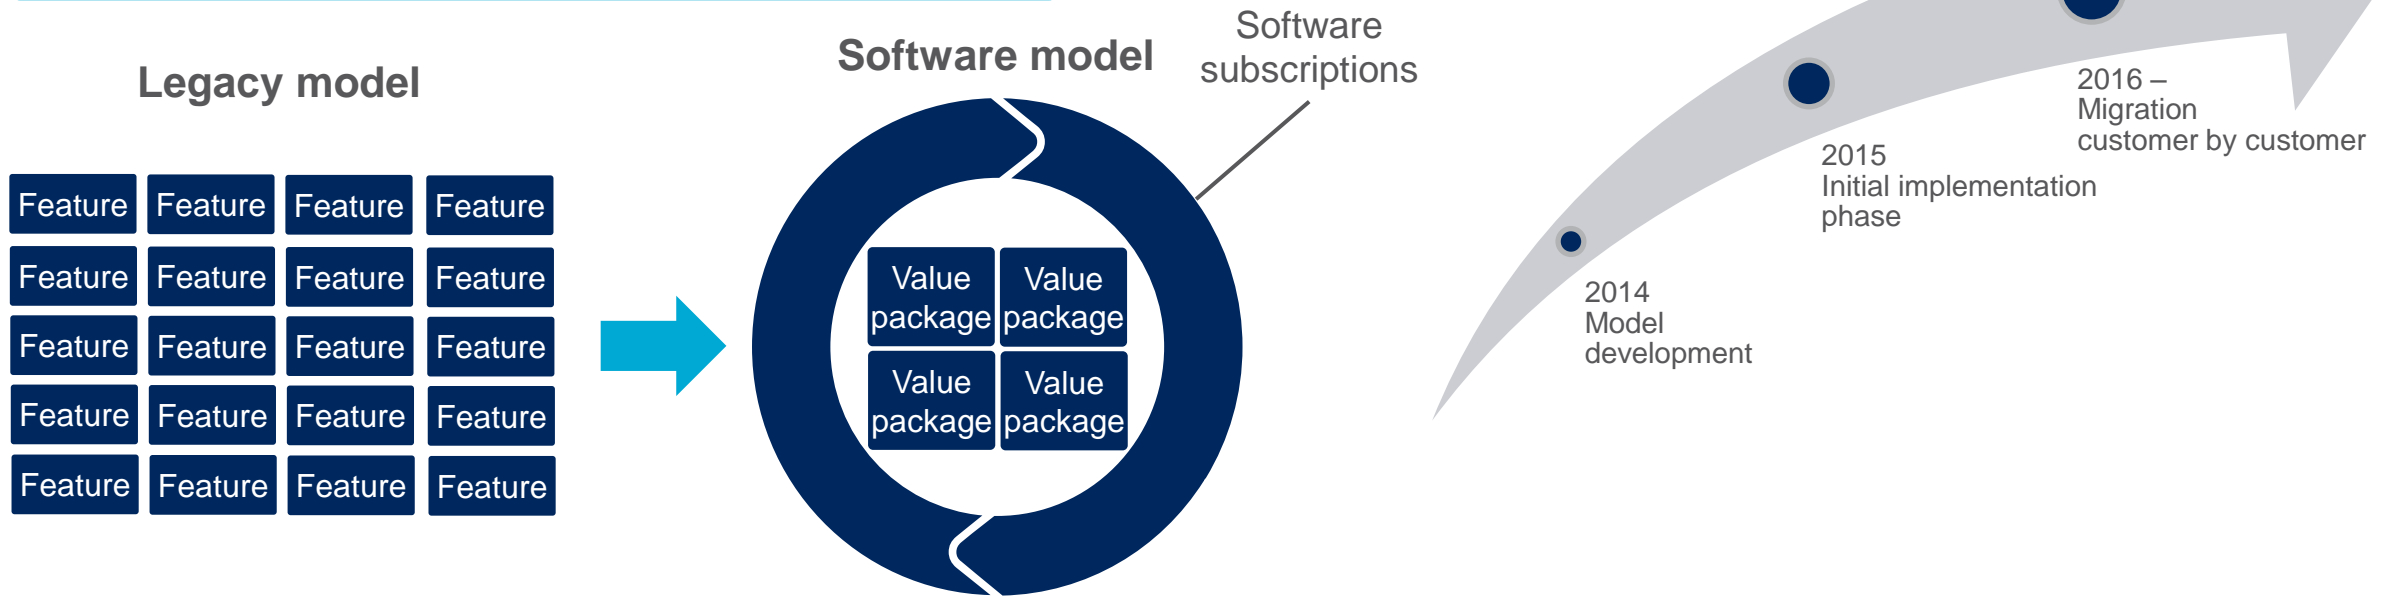 Legacy model
Feature Feature Feature Feature
Feature Feature Feature Feature
Feature Feature Feature Feature
Feature Feature Feature Feature
Feature Feature Feature Feature
Software model
Software
subscriptions
Value
package
Value
package
Value
package
Value
package
2014
Model
development
2015
Initial implementation
phase
2016 –
Migration
customer by customer